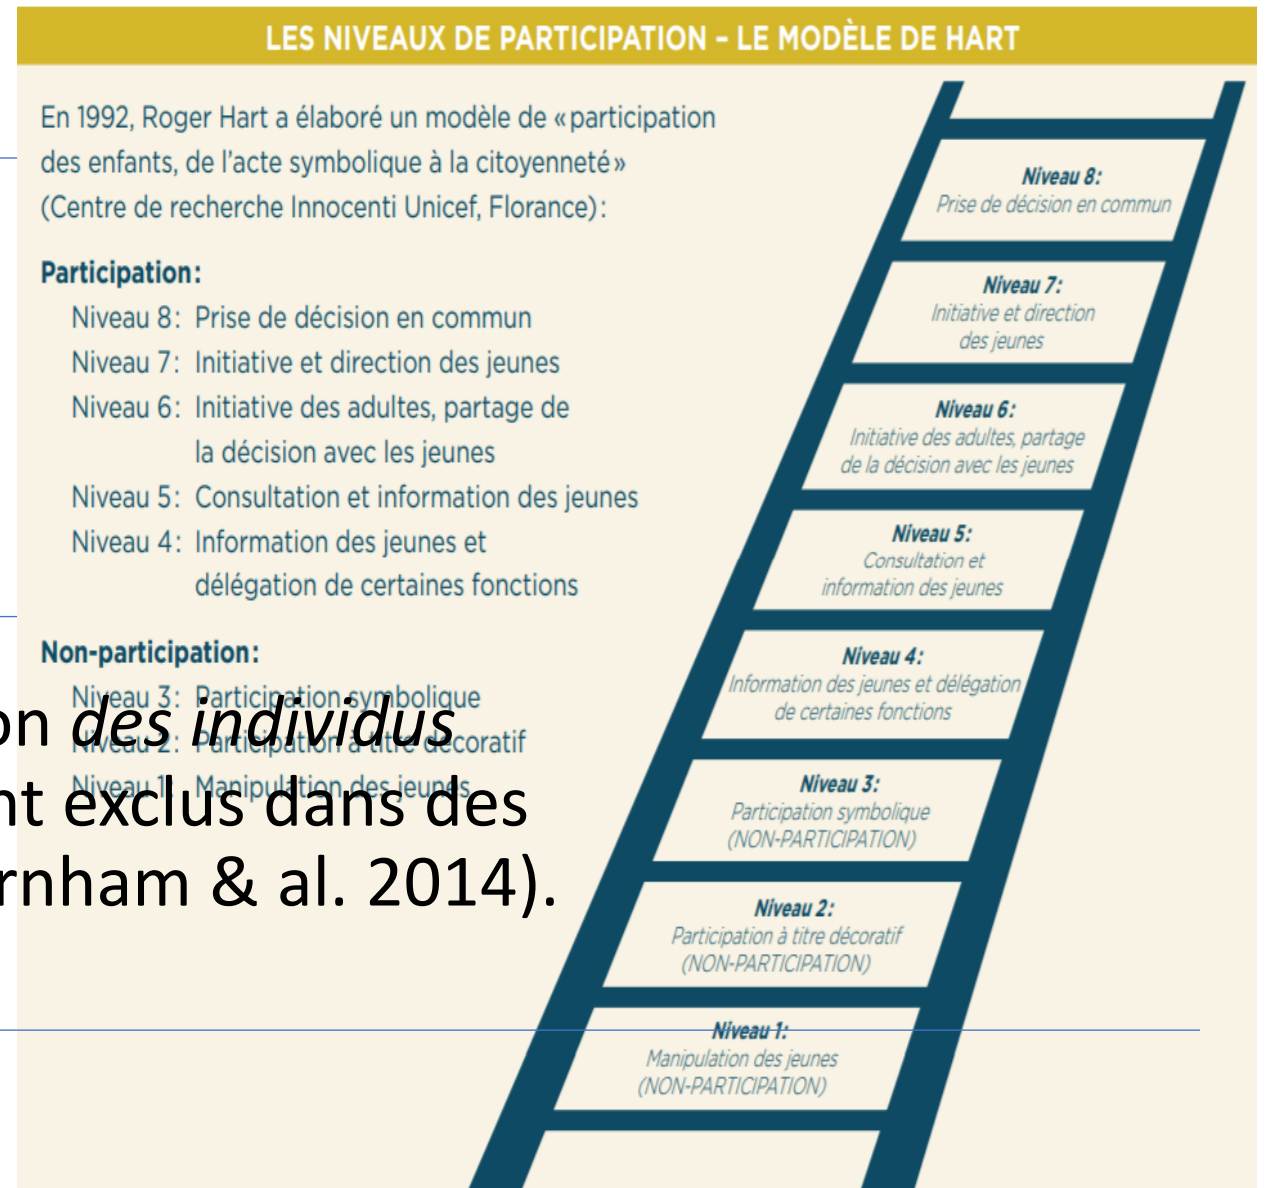 LES NIVEAUX DE PARTICIPATION – LE MODÈLE DE HART
En 1992, Roger Hart a élaboré un modèle de «participation
des enfants, de l'acte symbolique à la citoyenneté»
(Centre de recherche Innocenti Unicef, Florance):
Participation:
Niveau 8: Prise de décision en commun
Niveau 7: Initiative et direction des jeunes
Niveau 6: Initiative des adultes, partage de
la décision avec les jeunes
Niveau 5: Consultation et information des jeunes
Niveau 4: Information des jeunes et
délégation de certaines fonctions
Non-participation:
Niveau 3: Participation symbolique
Niveau 2: Participation à titre décoratif
Niveau 1: Manipulation des jeunes
on des individus
nt exclus dans des
rnham & al. 2014).
Niveau 8:
Prise de décision en commun
Niveau 7:
Initiative et direction
des jeunes
Niveau 6:
Initiative des adultes, partage
de la décision avec les jeunes
Niveau 5:
Consultation et
information des jeunes
Niveau 4:
Information des jeunes et délégation
de certaines fonctions
Niveau 3:
Participation symbolique
(NON-PARTICIPATION)
Niveau 2:
Participation à titre décoratif
(NON-PARTICIPATION)
Niveau 1:
Manipulation des jeunes
(NON-PARTICIPATION)